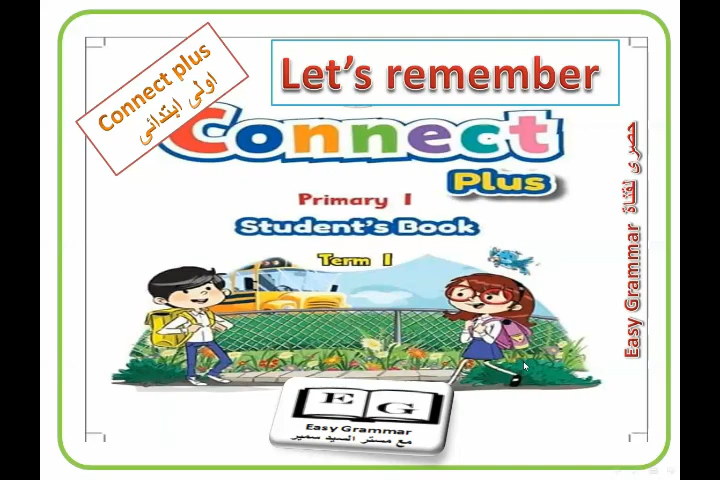 Let's remember
Connect plus
اولى ابتدائى
Connect
Plus
Primary 1
Student's Book
Term 1
حصرى لقناة Easy Grammar
E G
Easy Grammar
مع مستر السيد سمير